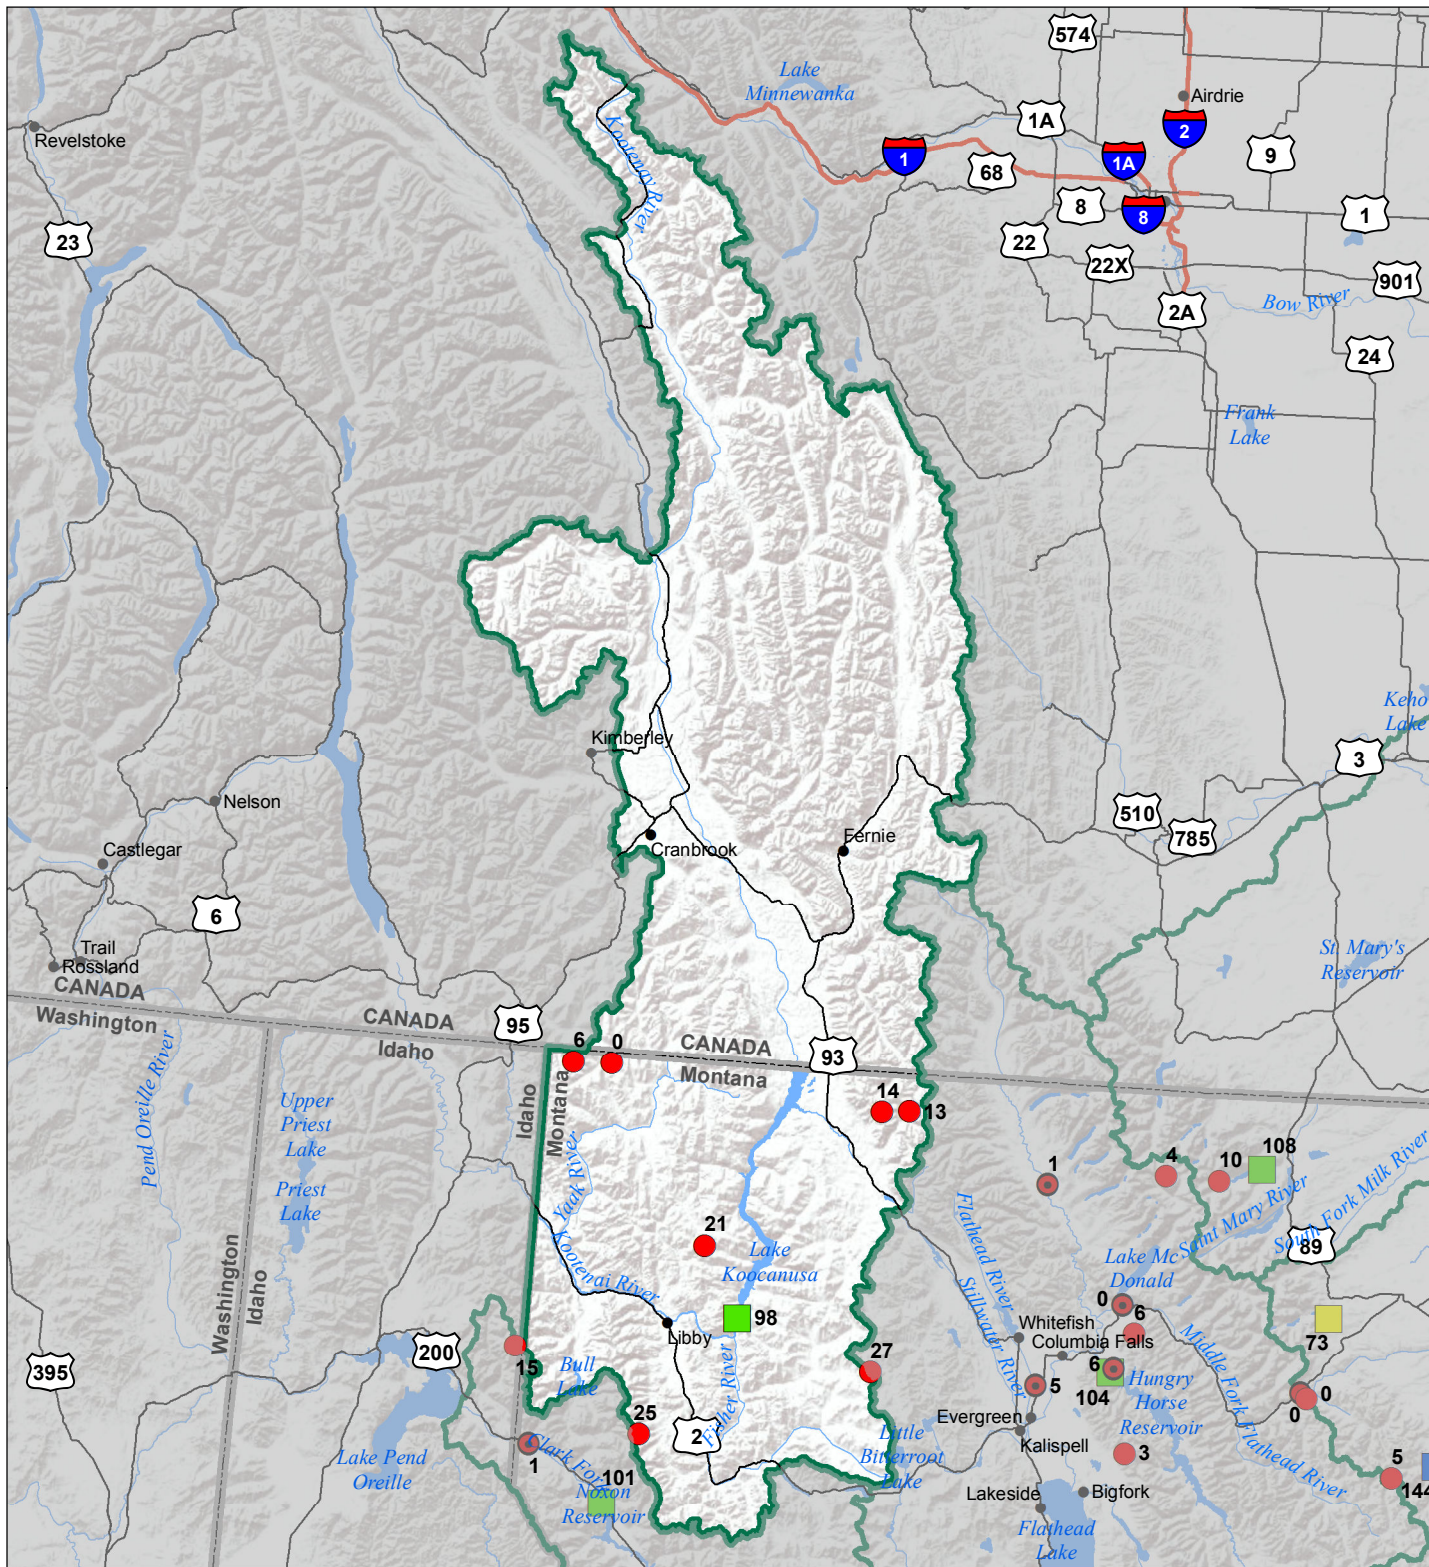 574
Lake
Minnewanka
Airdrie
1A
2
Revelstoke
Kootenay River
1
1A
9
68
8
8
1
23
22
22X
901
2A
Bow River
24
Frank
Lake
Keho
Lake
Kimberley
3
Nelson
510
785
Castlegar
Cranbrook
Fernie
6
Trail
Rossland
St. Mary's
Reservoir
CANADA
Washington
CANADA
Idaho
95
6
0
CANADA
Montana
93
Idaho
Montana
14
13
Pend Oreille River
Upper
Priest
Lake
Priest
Lake
Yaak River
1
4
10
108
Saint Mary River
South Fork Milk River
89
21
Lake
Koocanusa
Kootenai River
Flathead River
Stillwater River
Lake Mc
Donald
Washington
Idaho
98
0
6
73
Whitefish
Columbia Falls
Libby
200
395
15
Bull
Lake
27
6
104
Hungry
Horse
Reservoir
Middle Fork Flathead River
5
0
0
Fisher River
25
2
Evergreen
Kalispell
Little
Bitterroot
Lake
Lake Pend
Oreille
1
Clark Fork
3
5
144
101
Noxon
Reservoir
Lakeside
Bigfork
Flathead
Lake